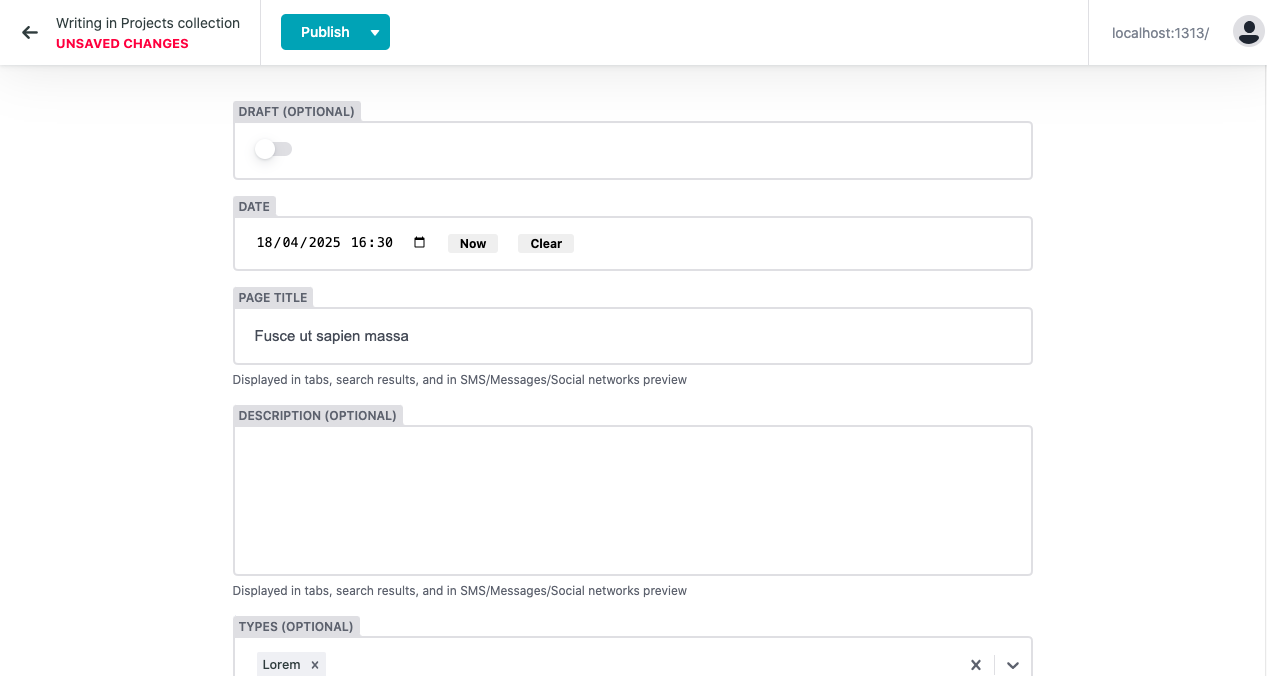 Writing in Projects collection
UNSAVED CHANGES
Publish
localhost:1313/
DRAFT (OPTIONAL)
DATE
18/04/2025 16:30
Now
Clear
PAGE TITLE
Fusce ut sapien massa
Displayed in tabs, search results, and in SMS/Messages/Social networks preview
DESCRIPTION (OPTIONAL)
Displayed in tabs, search results, and in SMS/Messages/Social networks preview
TYPES (OPTIONAL)
Lorem